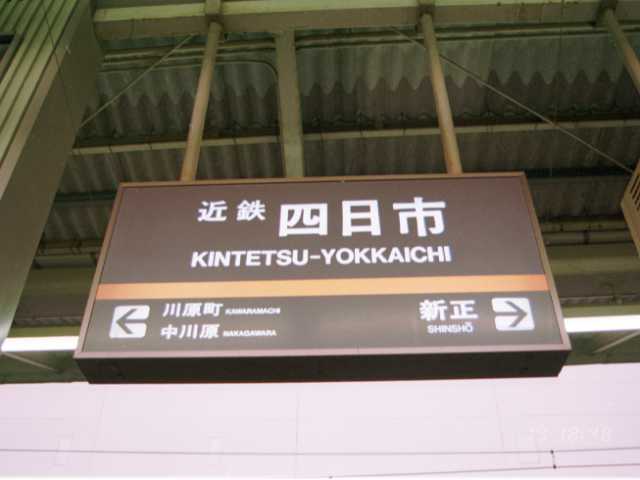 近鉄 四日市
KINTETSU-YOKKAICHI
川原町 KAWARAMACHI
中川原 NAKAGAWARA
新正
SHINSHŌ